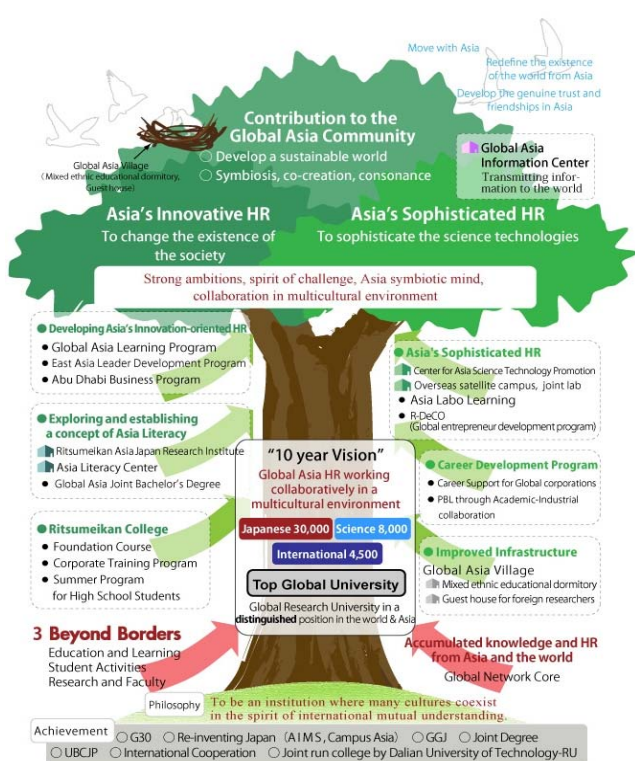 Move with Asia
Redefine the existence
of the world from Asia
Develop the genuine trust and
friendships in Asia
Contribution to the
Global Asia Community
○ Develop a sustainable world
○ Symbiosis, co-creation, consonance
Global Asia Village
(Mixed ethnic educational dormitory,
Guest house)
Global Asia
Information Center
Transmitting infor-
mation to the world
Asia's Innovative HR
To change the existence of
the society
Asia's Sophisticated HR
To sophisticate the science technologies
Strong ambitions, spirit of challenge, Asia symbiotic mind,
collaboration in multicultural environment
● Developing Asia's Innovation-oriented HR
● Global Asia Learning Program
● East Asia Leader Development Program
● Abu Dhabi Business Program
● Exploring and establishing
a concept of Asia Literacy
Ritsumeikan Asia Japan Research Institute
Asia Literacy Center
● Global Asia Joint Bachelor's Degree
● Ritsumeikan College
● Foundation Course
● Corporate Training Program
● Summer Program
for High School Students
● Asia's Sophisticated HR
Center for Asia Science Technology Promotion
Overseas satellite campus, joint lab
● Asia Labo Learning
● R-DeCO
(Global entrepreneur development program)
● Career Development Program
● Career Support for Global corporations
● PBL through Academic-Industrial
collaboration
● Improved Infrastructure
Global Asia Village
Mixed ethnic educational dormitory
Guest house for foreign researchers
"10 year Vision"
Global Asia HR working
collaboratively in a
multicultural environment
Japanese 30,000
Science 8,000
International 4,500
Top Global University
Global Research University in a
distinguished position in the world & Asia
3 Beyond Borders
Education and Learning
Student Activities
Research and Faculty
Accumulated knowledge and HR
from Asia and the world
Global Network Core
Philosophy
To be an institution where many cultures coexist
in the spirit of international mutual understanding.
Achievement
○ G30 ○ Re-inventing Japan (AIMS, Campus Asia) ○ GGJ ○ Joint Degree
○ UBCJP ○ International Cooperation ○ Joint run college by Dalian University of Technology-RU